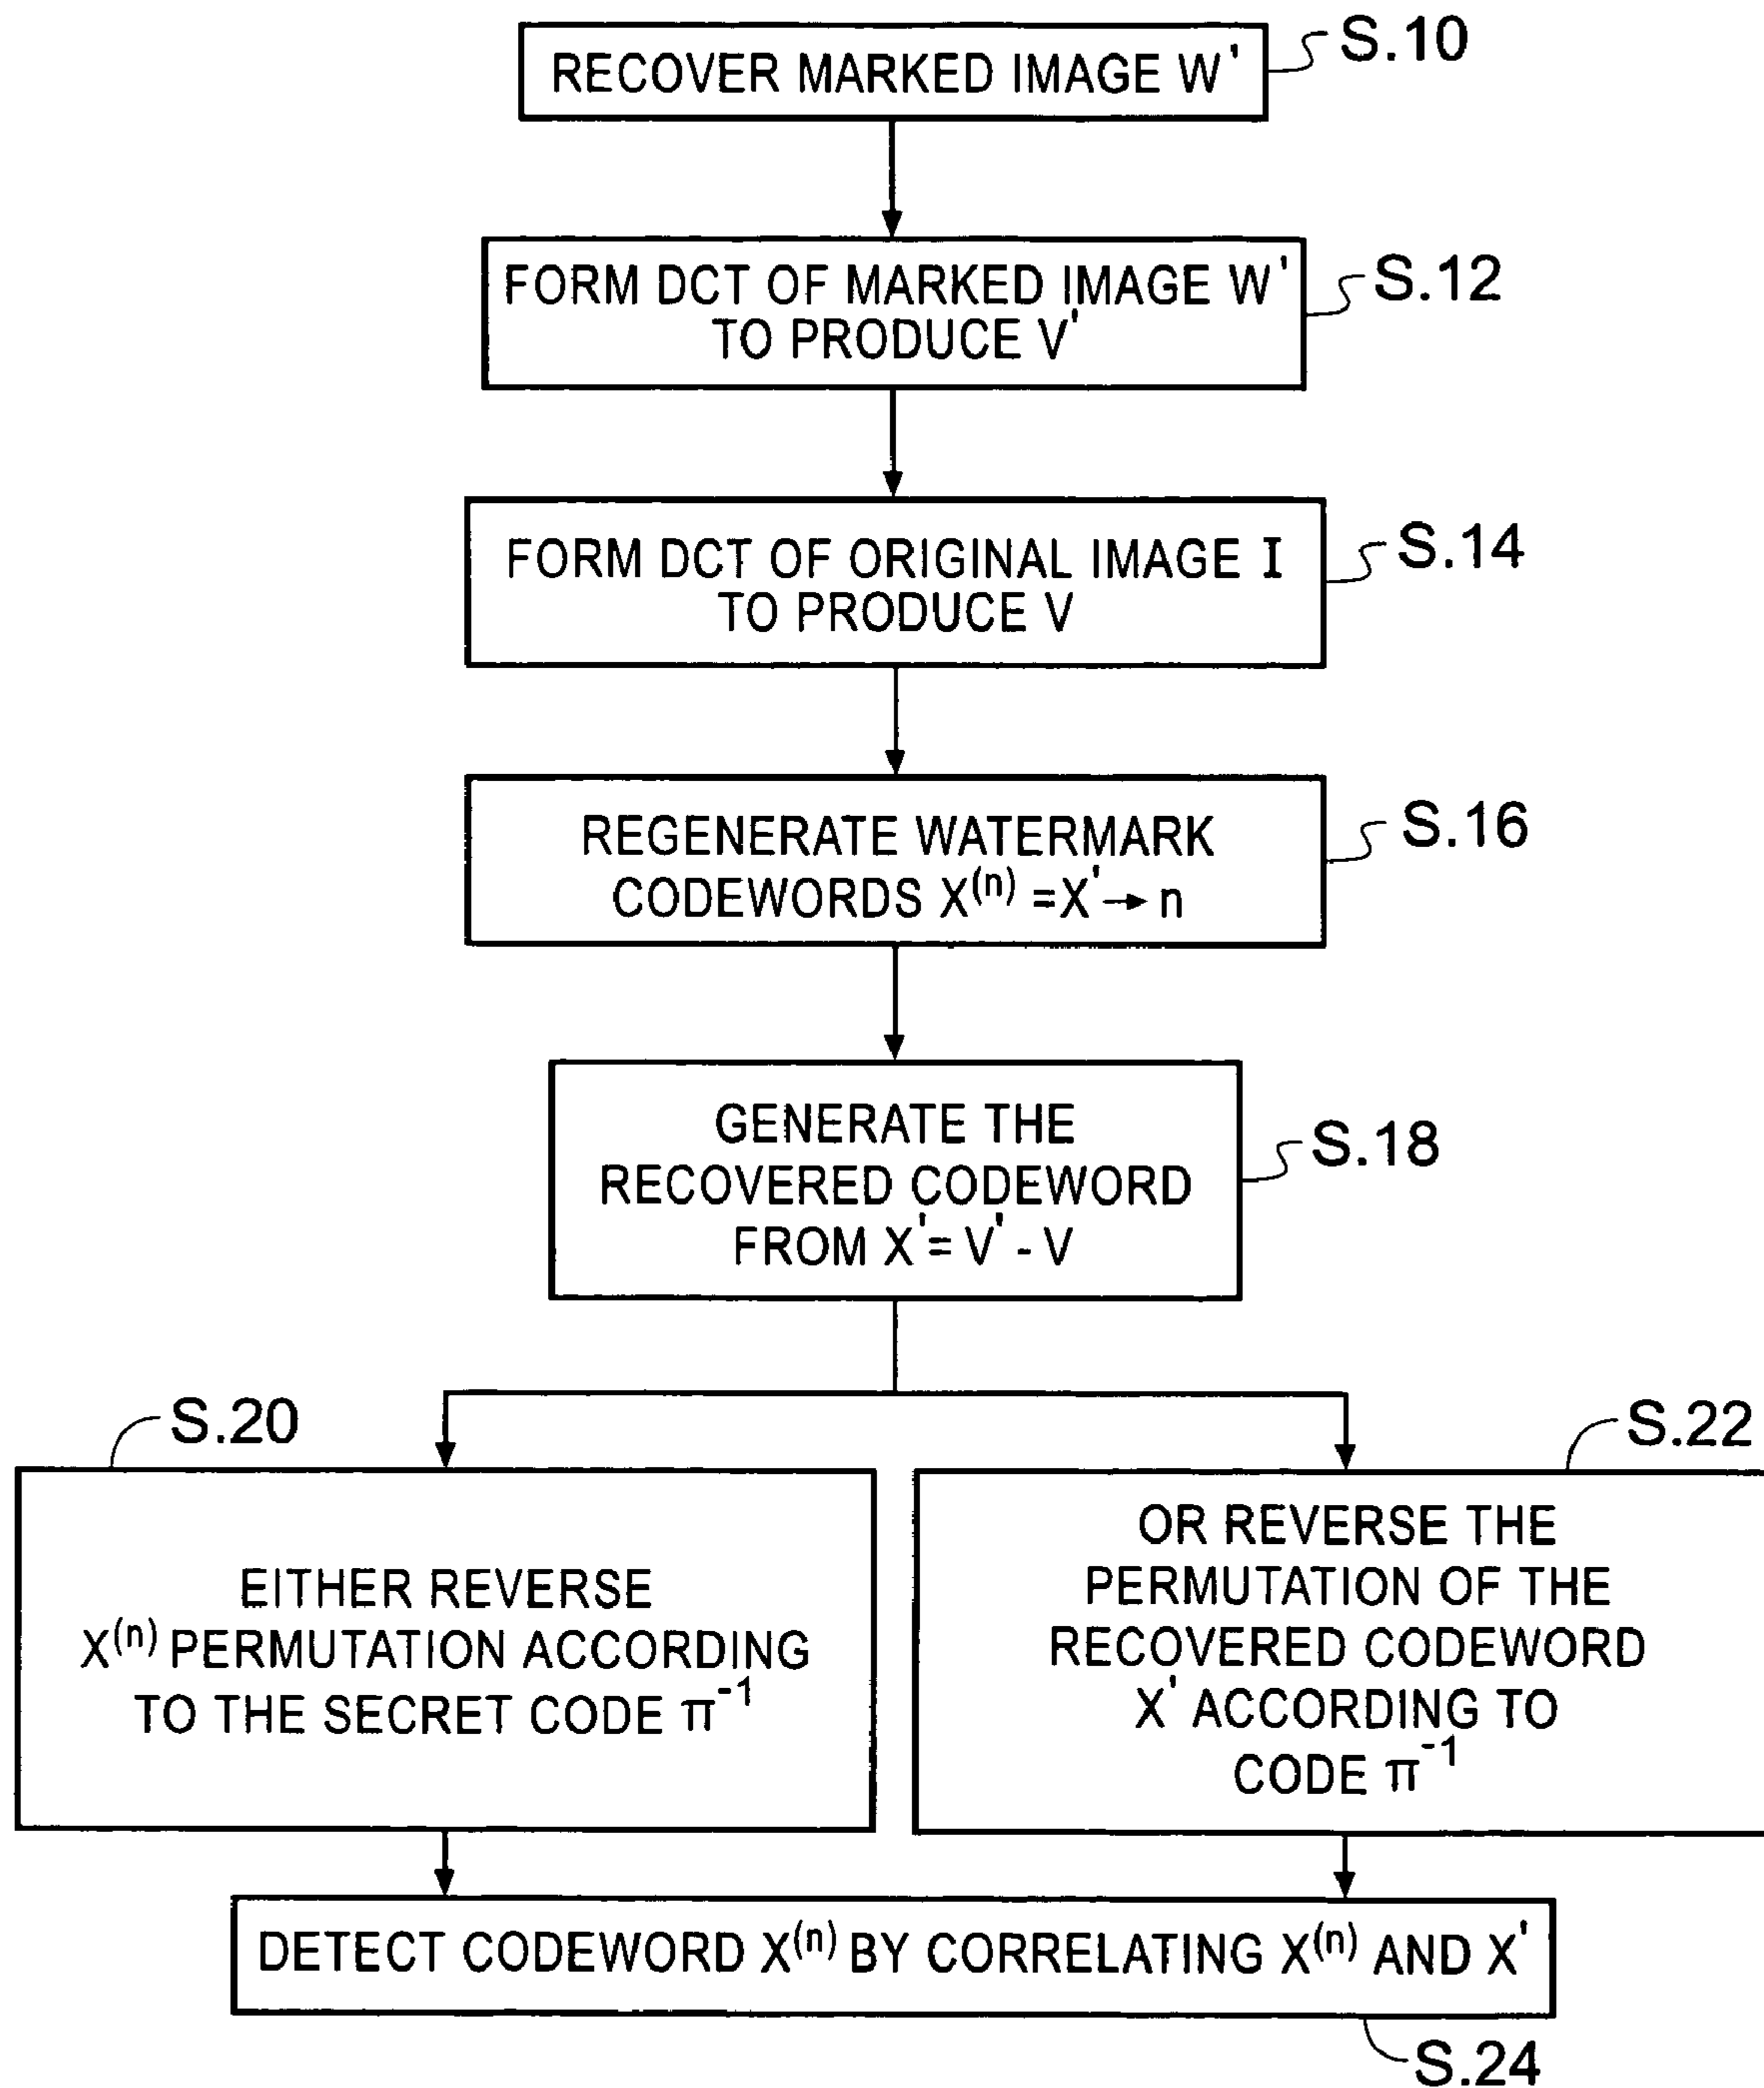 RECOVER MARKED IMAGE W'
S.10
FORM DCT OF MARKED IMAGE W'
TO PRODUCE V'
S.12
FORM DCT OF ORIGINAL IMAGE I
TO PRODUCE V
S.14
REGENERATE WATERMARK
CODEWORDS X⁽ⁿ⁾ =X'→ n
S.16
GENERATE THE
RECOVERED CODEWORD
FROM X'= V' - V
S.18
S.20
EITHER REVERSE
X⁽ⁿ⁾ PERMUTATION ACCORDING
TO THE SECRET CODE π⁻¹
S.22
OR REVERSE THE
PERMUTATION OF THE
RECOVERED CODEWORD
X' ACCORDING TO
CODE π⁻¹
DETECT CODEWORD X⁽ⁿ⁾ BY CORRELATING X⁽ⁿ⁾ AND X'
S.24